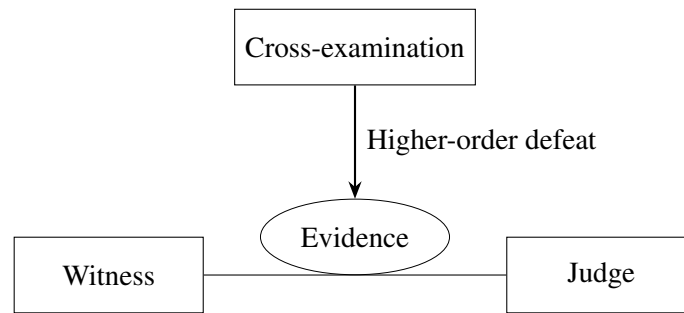 Cross-examination
Higher-order defeat
Evidence
Witness
Judge